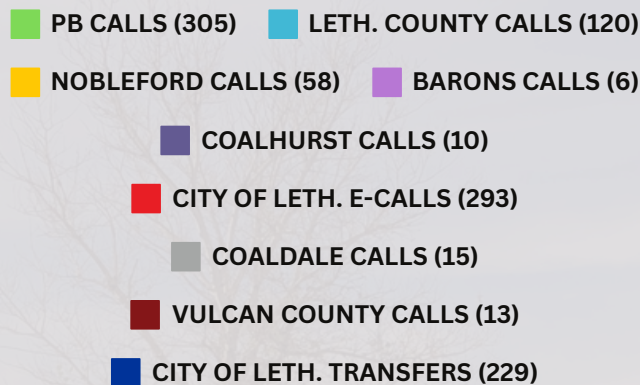 PB CALLS (305) LETH. COUNTY CALLS (120)
NOBLEFORD CALLS (58) BARONS CALLS (6)
COALHURST CALLS (10)
CITY OF LETH. E-CALLS (293)
COALDALE CALLS (15)
VULCAN COUNTY CALLS (13)
CITY OF LETH. TRANSFERS (229)